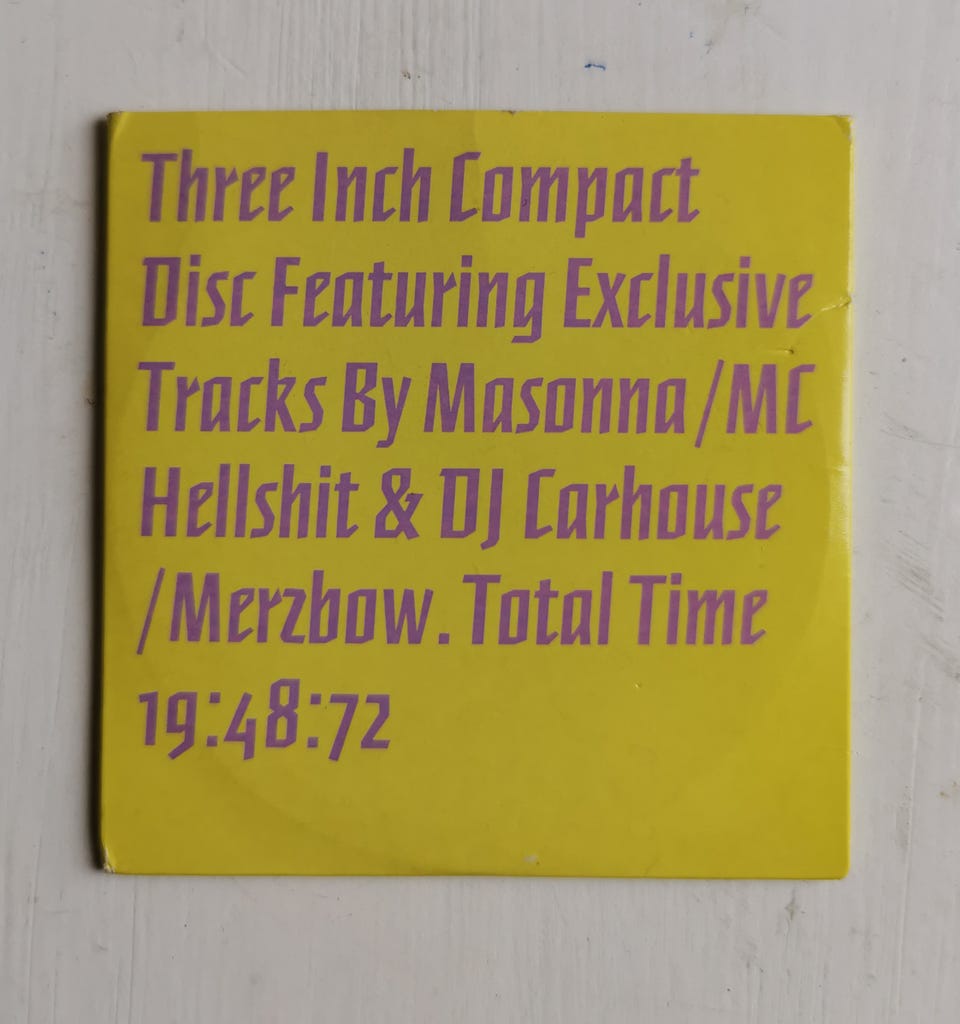 Three Inch Compact
Disc Featuring Exclusive
Tracks By Masonna/MC
Hellshit & DJ Carhouse
/Merzbow. Total Time
19:48:72